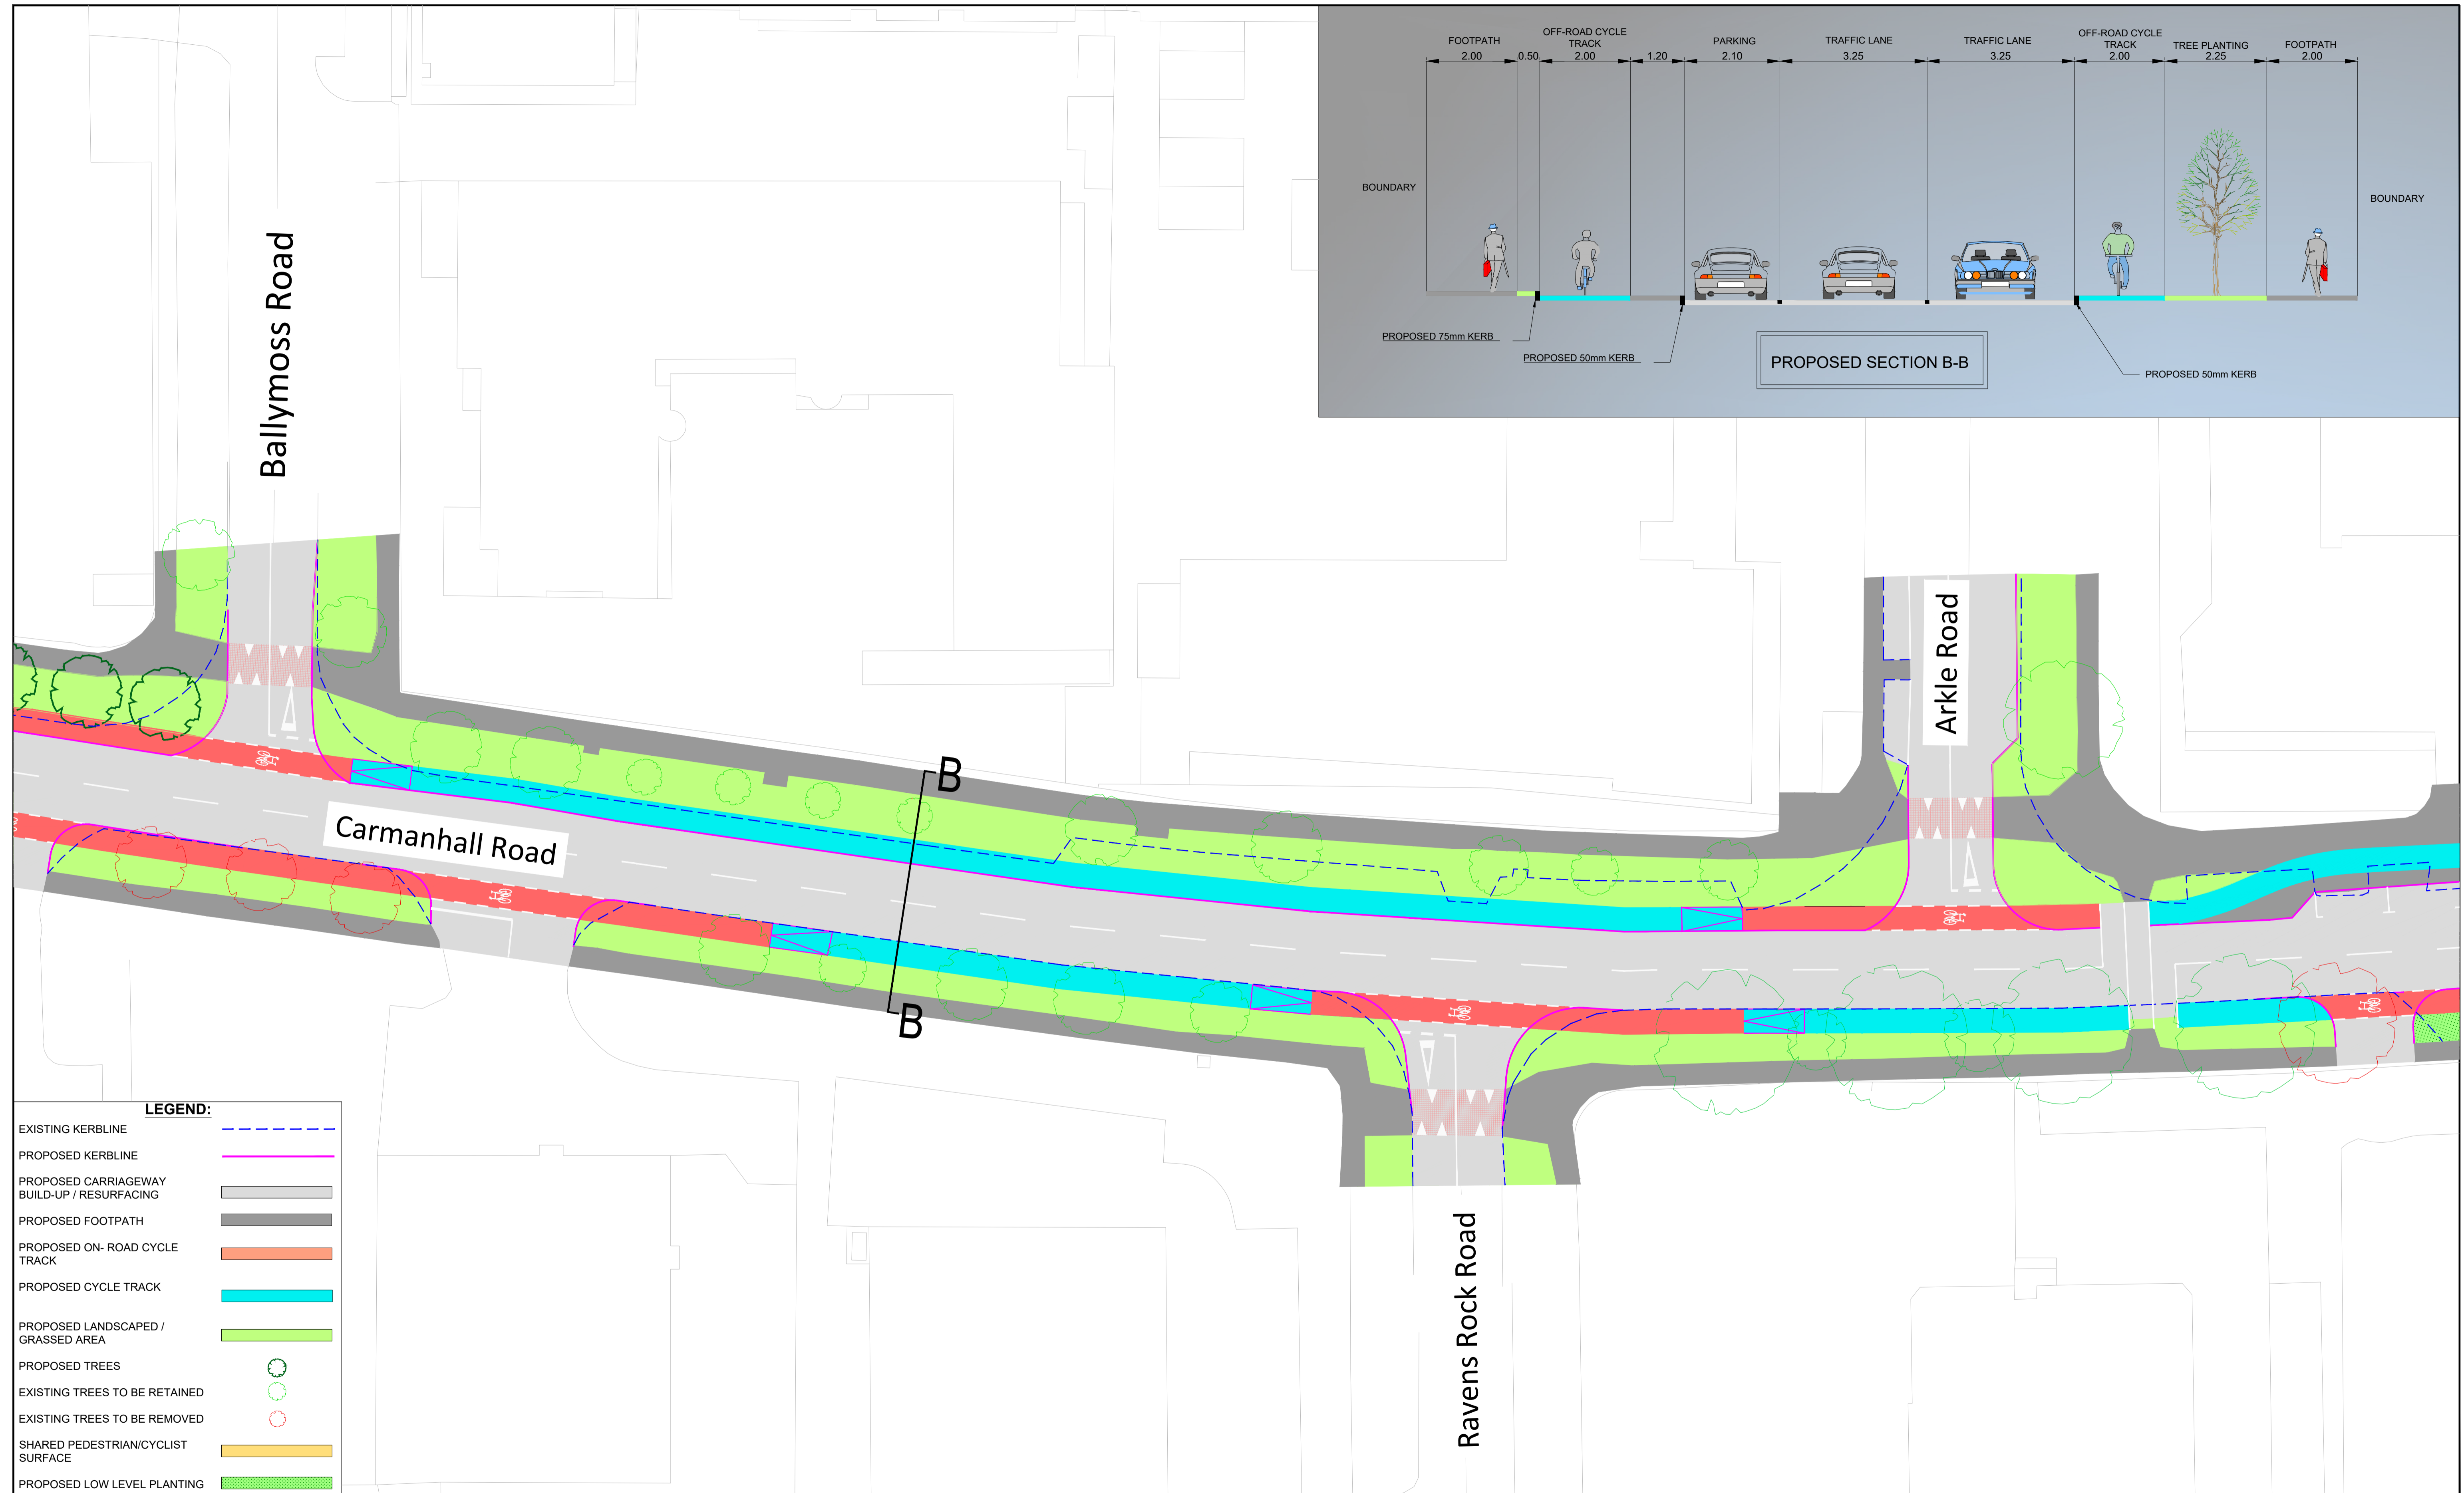 FOOTPATH
2.00
0.50
OFF-ROAD CYCLE
TRACK
2.00
1.20
PARKING
2.10
TRAFFIC LANE
3.25
TRAFFIC LANE
3.25
OFF-ROAD CYCLE
TRACK
2.00
TREE PLANTING
2.25
FOOTPATH
2.00
BOUNDARY
BOUNDARY
PROPOSED 75mm KERB
PROPOSED 50mm KERB
PROPOSED SECTION B-B
PROPOSED 50mm KERB
Ballymoss Road
Arkle Road
Carmanhall Road
B
B
Ravens Rock Road
LEGEND:
EXISTING KERBLINE
PROPOSED KERBLINE
PROPOSED CARRIAGEWAY
BUILD-UP / RESURFACING
PROPOSED FOOTPATH
PROPOSED ON- ROAD CYCLE
TRACK
PROPOSED CYCLE TRACK
PROPOSED LANDSCAPED /
GRASSED AREA
PROPOSED TREES
EXISTING TREES TO BE RETAINED
EXISTING TREES TO BE REMOVED
SHARED PEDESTRIAN/CYCLIST
SURFACE
PROPOSED LOW LEVEL PLANTING